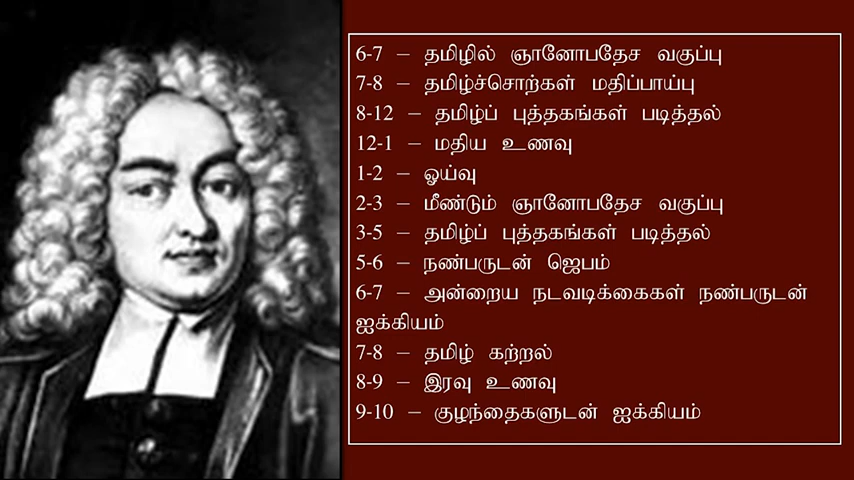 6-7 – தமிழில் ஞானோபதேச வகுப்பு
7-8 – தமிழ்ச்சொற்கள் மதிப்பாய்பு
8-12 – தமிழ்ப் புத்தகங்கள் படித்தல்
12-1 – மதிய உணவு
1-2 – ஓய்வு
2-3 – மீண்டும் ஞானோபதேச வகுப்பு
3-5 – தமிழ்ப் புத்தகங்கள் படித்தல்
5-6 – நண்பருடன் ஜெபம்
6-7 – அன்றைய நடவடிக்கைகள் நண்பருடன்
ஐக்கியம்
7-8 – தமிழ் கற்றல்
8-9 – இரவு உணவு
9-10 – குழந்தைகளுடன் ஐக்கியம்